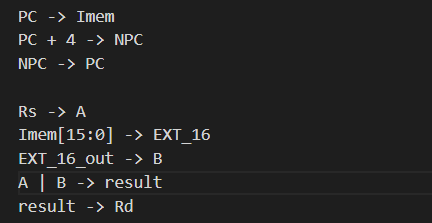 PC -> Imem
PC + 4 -> NPC
NPC -> PC
Rs -> A
Imem[15:0] -> EXT_16
EXT_16_out -> B
A | B -> result
result -> Rd